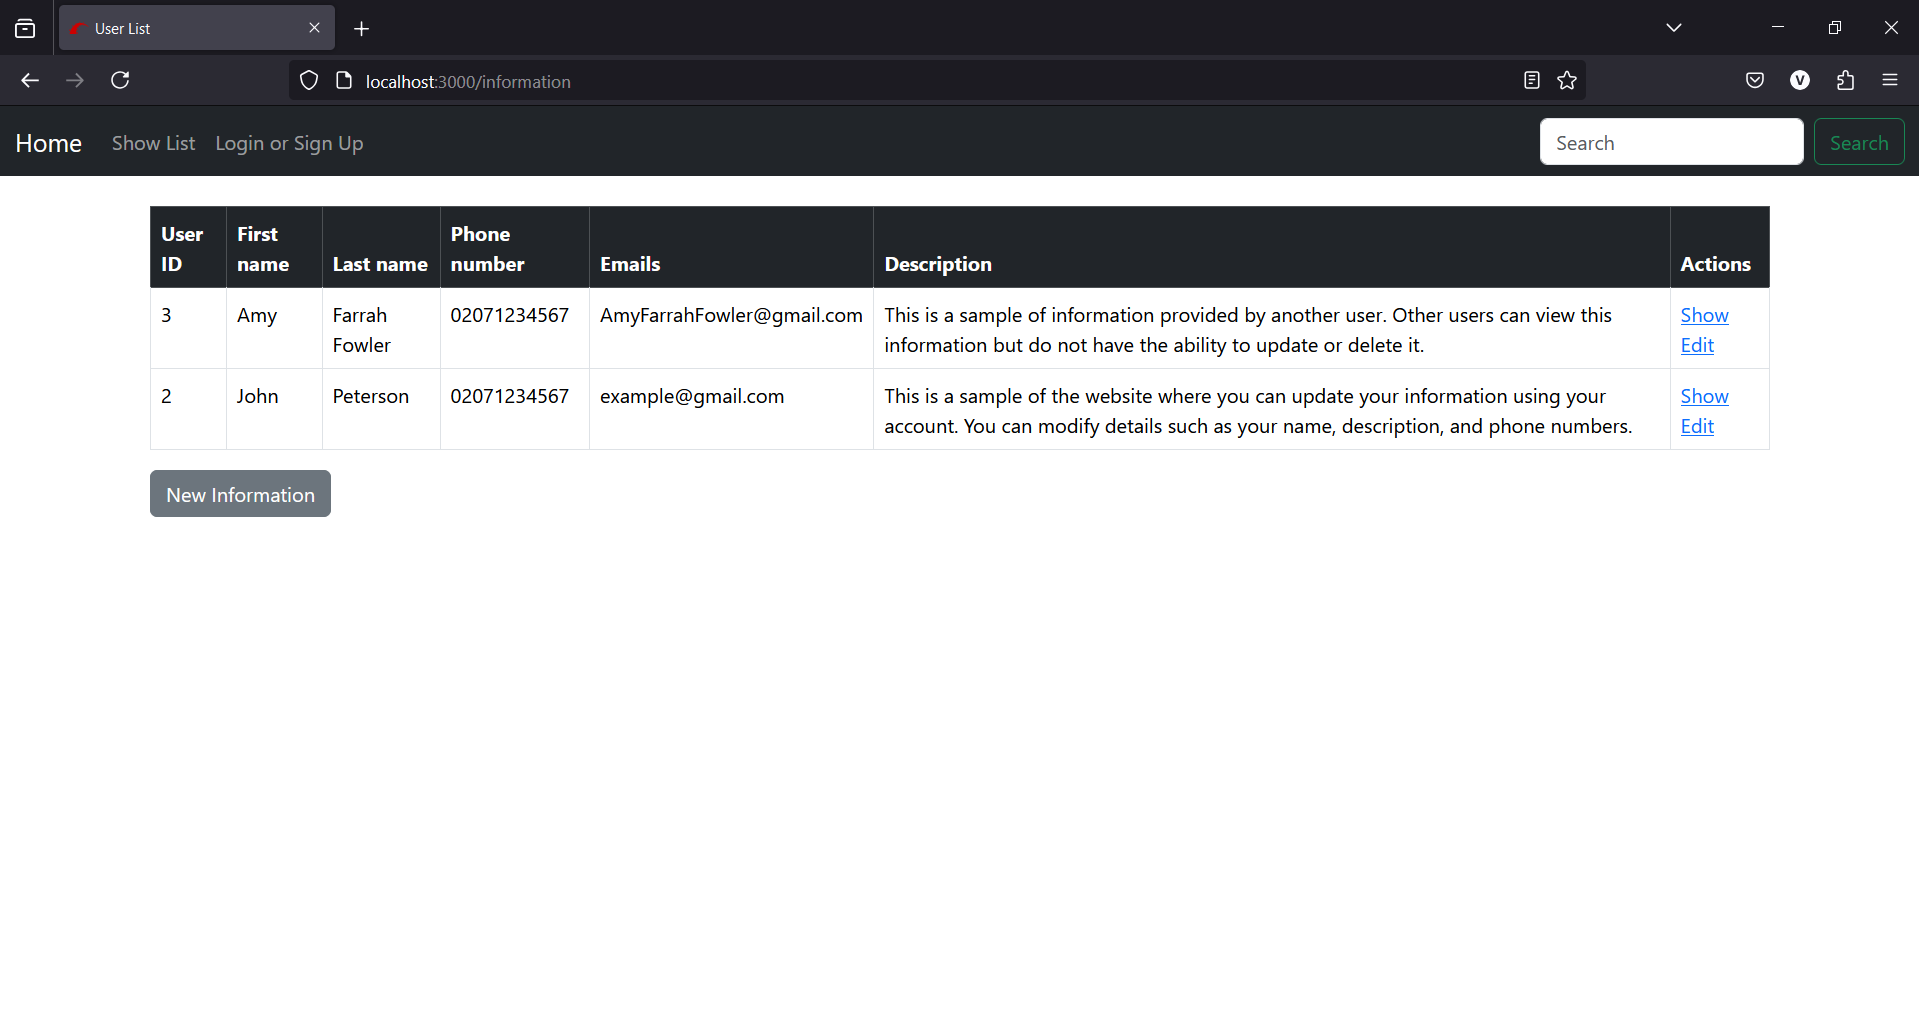 User List
localhost:3000/information
V
Home Show List Login or Sign Up Search Search
User ID First name Last name Phone number Emails Description Actions
3 Amy Farrah Fowler 02071234567 AmyFarrahFowler@gmail.com This is a sample of information provided by another user. Other users can view this
information but do not have the ability to update or delete it. Show
Edit
2 John Peterson 02071234567 example@gmail.com This is a sample of the website where you can update your information using your
account. You can modify details such as your name, description, and phone numbers. Show
Edit
New Information